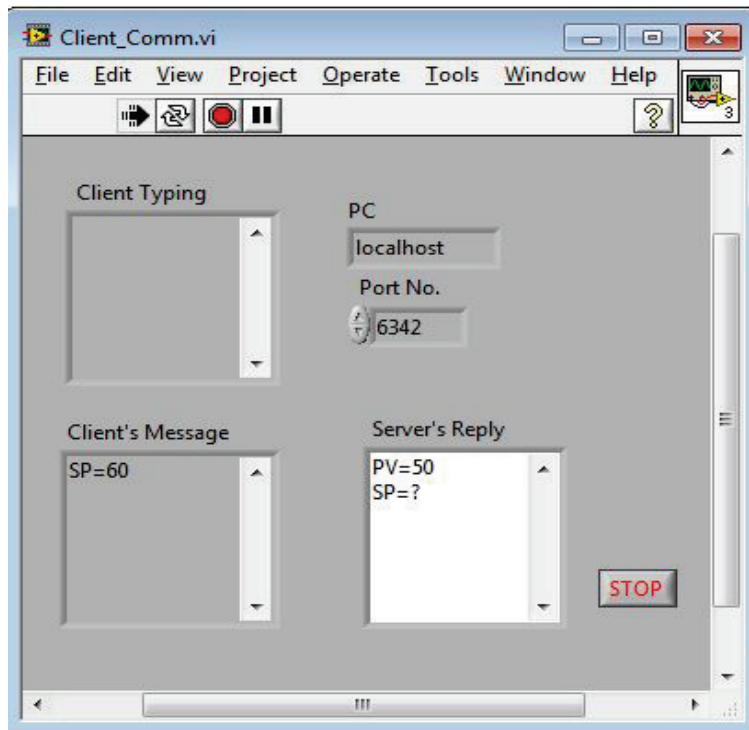 Client_Comm.vi
File Edit View Project Operate Tools Window Help
3
Client Typing
PC
localhost
Port No.
6342
Client's Message
SP=60
Server's Reply
PV=50
SP=?
STOP